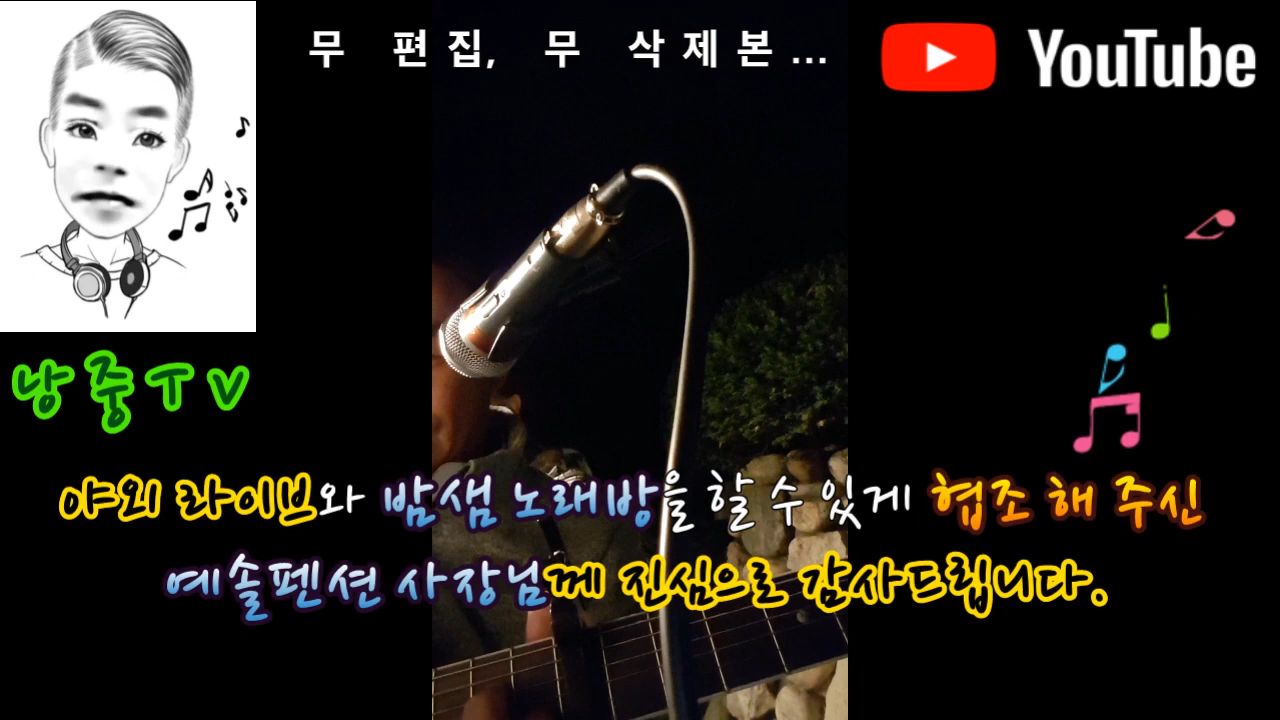 무 편집, 무 삭제본...
YouTube
낭중TV
야외 라이브와 밤샘 노래방을 할 수 있게 협조 해 주신
예솔펜션 사장님께 진심으로 감사드립니다.